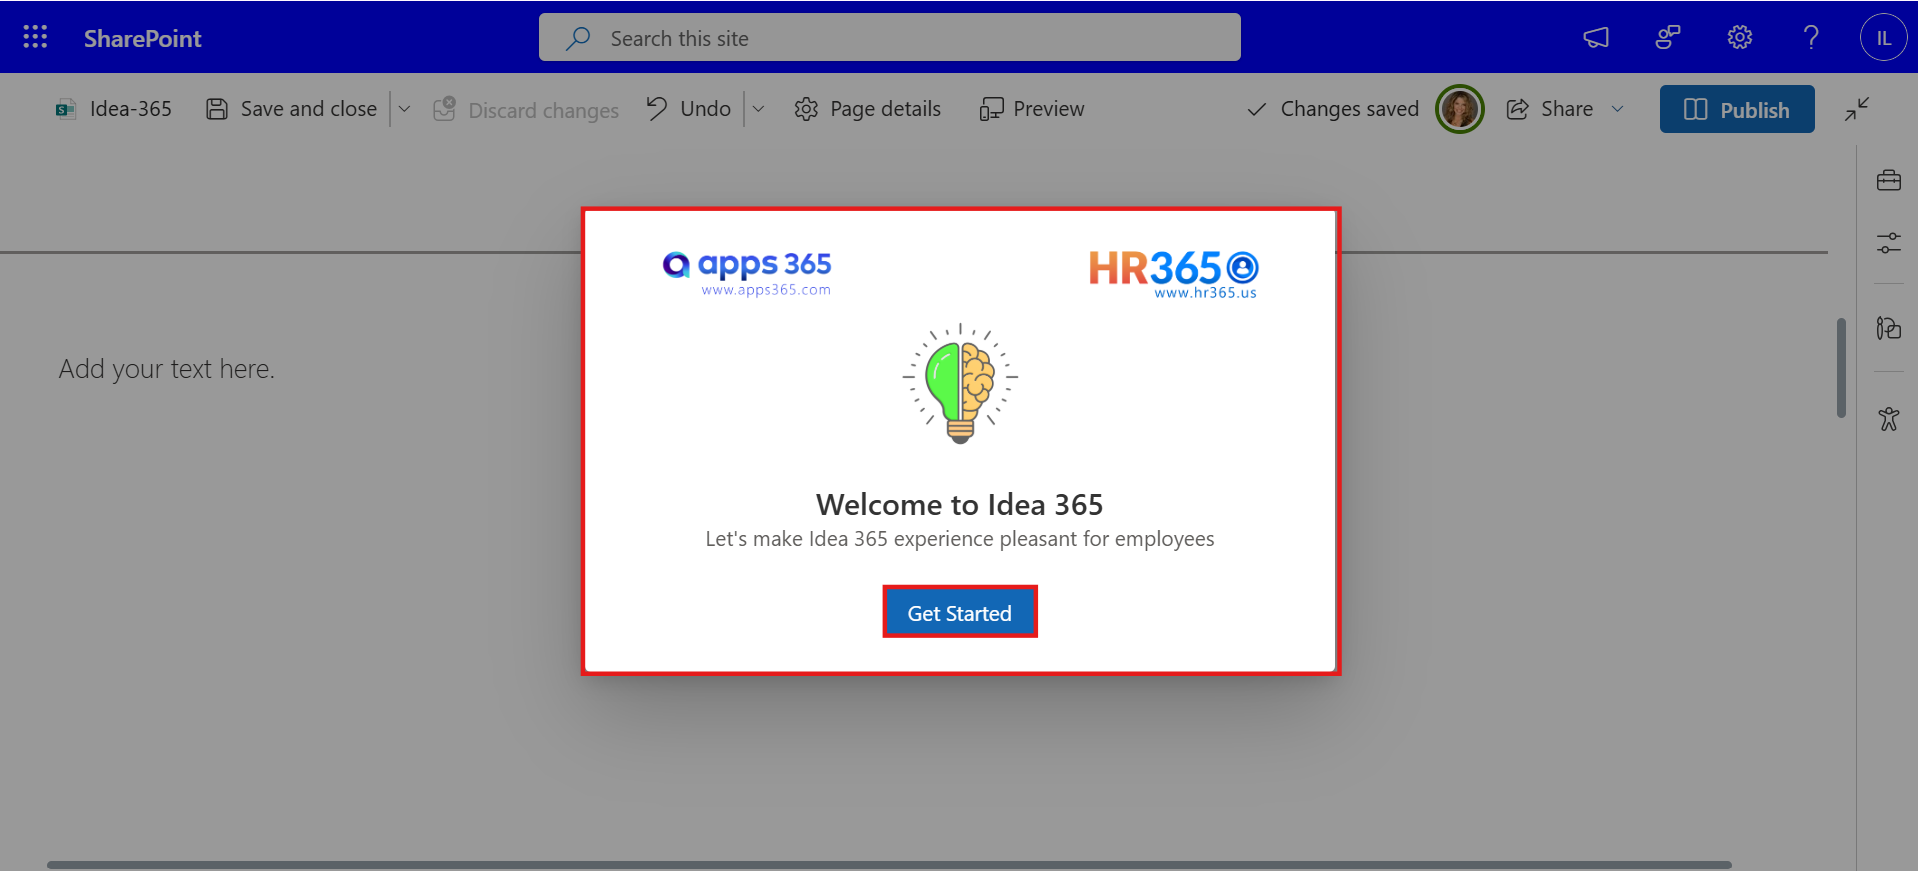 SharePoint
Search this site
IL
Idea-365
Save and close
Discard changes
Undo
Page details
Preview
Changes saved
Share
Publish
apps 365
www.apps365.com
HR365
www.hr365.us
Add your text here.
Welcome to Idea 365
Let's make Idea 365 experience pleasant for employees
Get Started